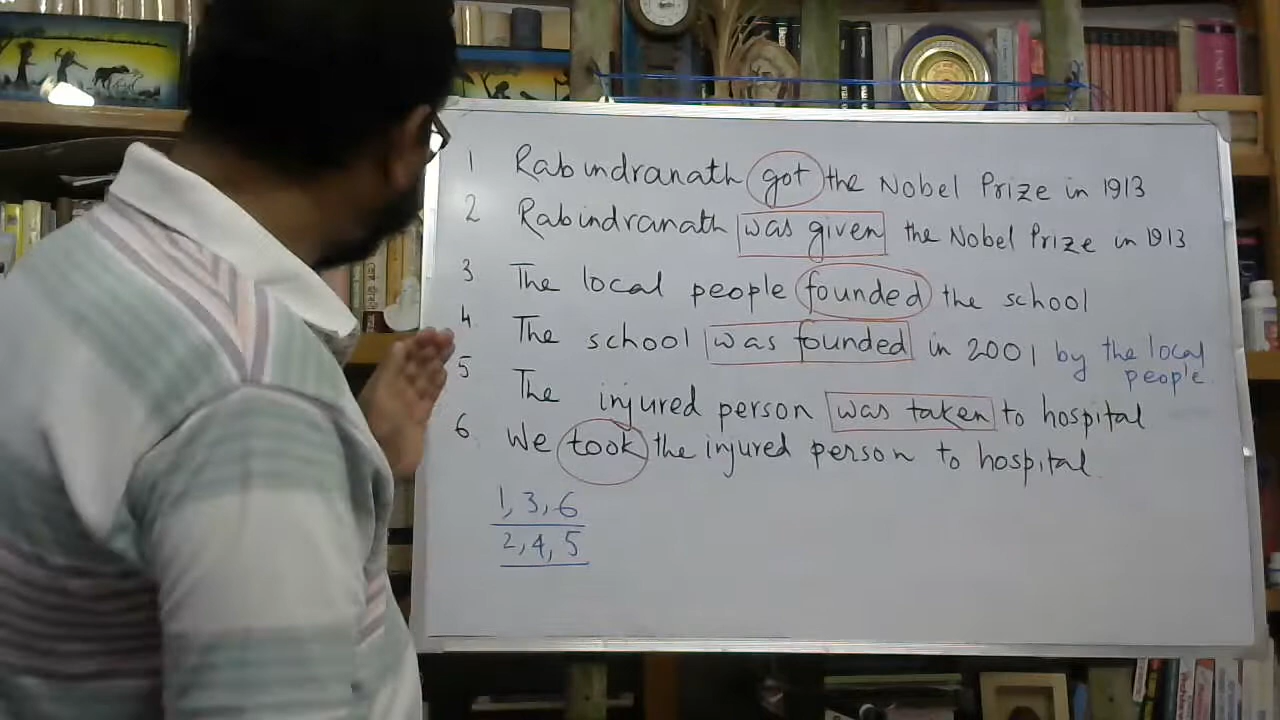 1 Rabindranath got the Nobel Prize in 1913
2 Rabindranath was given the Nobel Prize in 1913
3 The local people founded the school
4 The school was founded in 2001 by the local people
5 The injured person was taken to hospital
6 We took the injured person to hospital
1, 3, 6
2, 4, 5